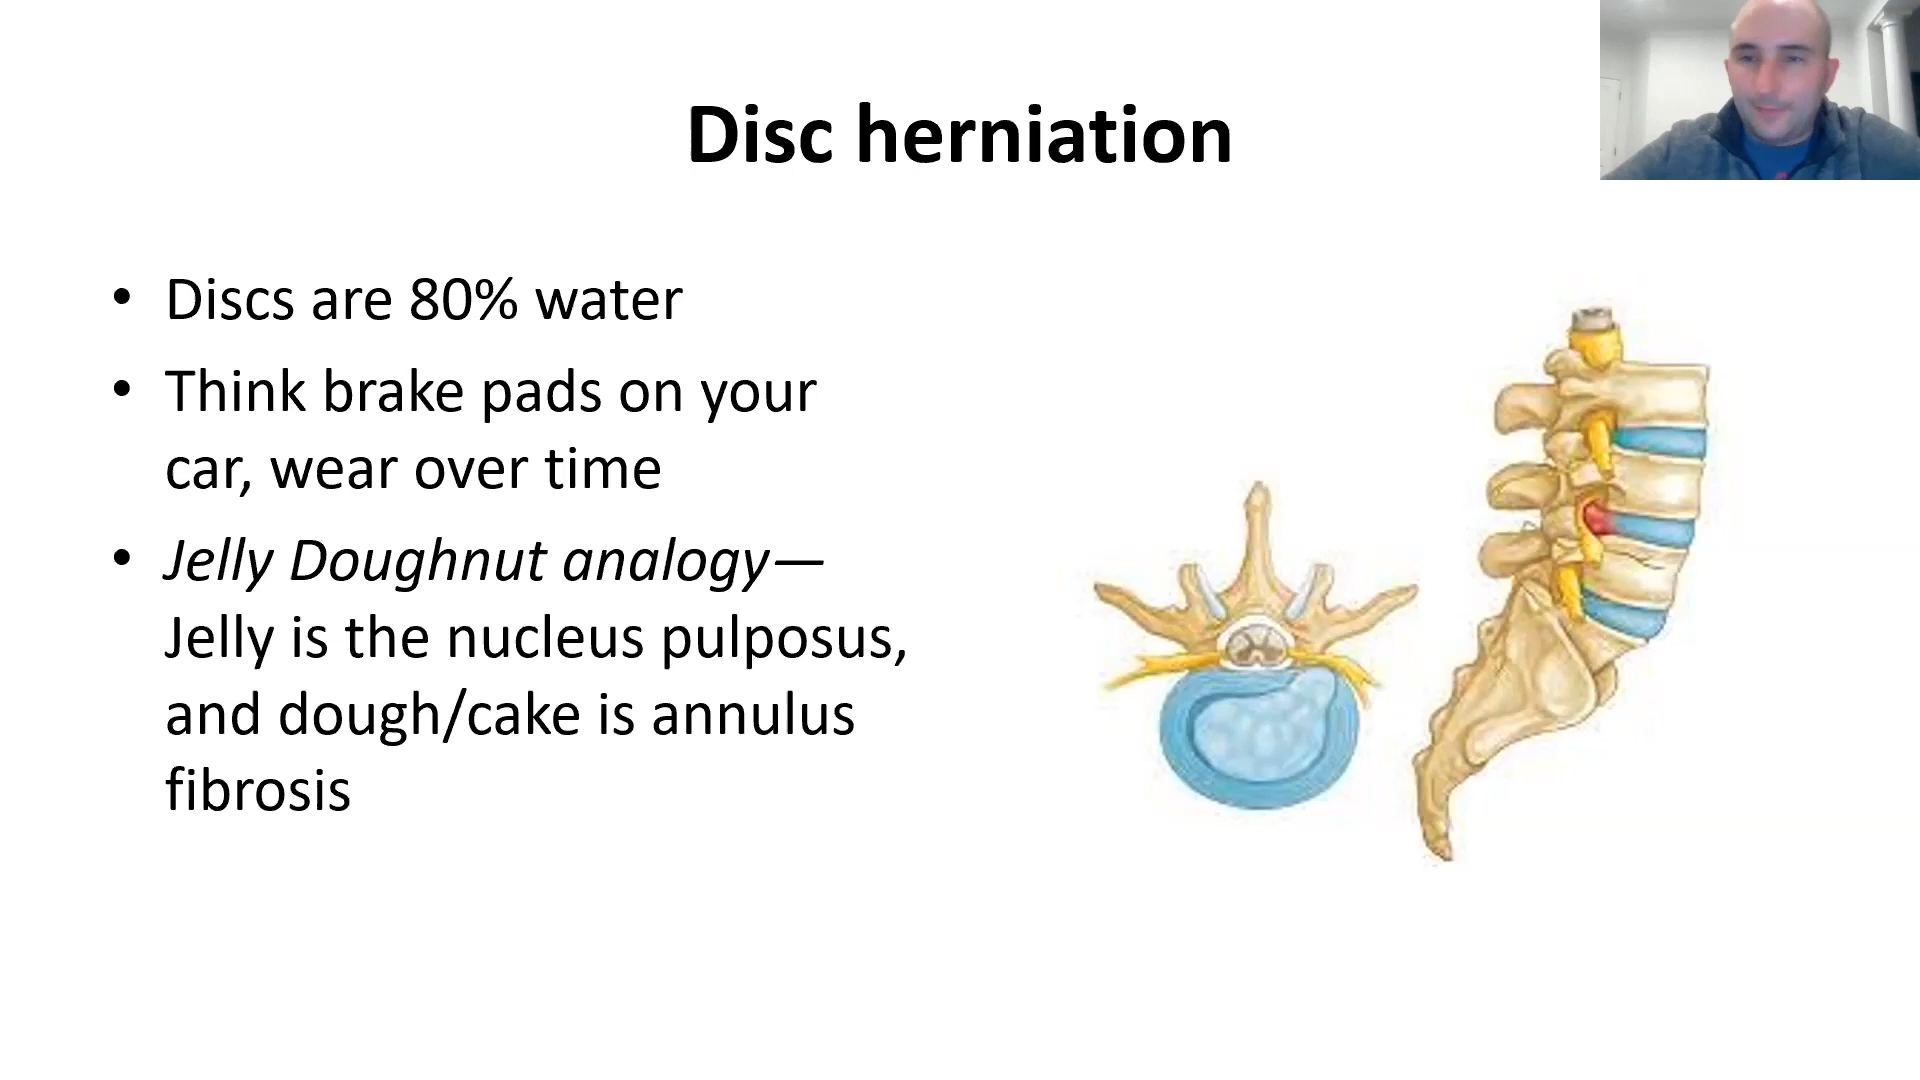 Disc herniation
• Discs are 80% water
• Think brake pads on your
car, wear over time
• Jelly Doughnut analogy—
Jelly is the nucleus pulposus,
and dough/cake is annulus
fibrosis